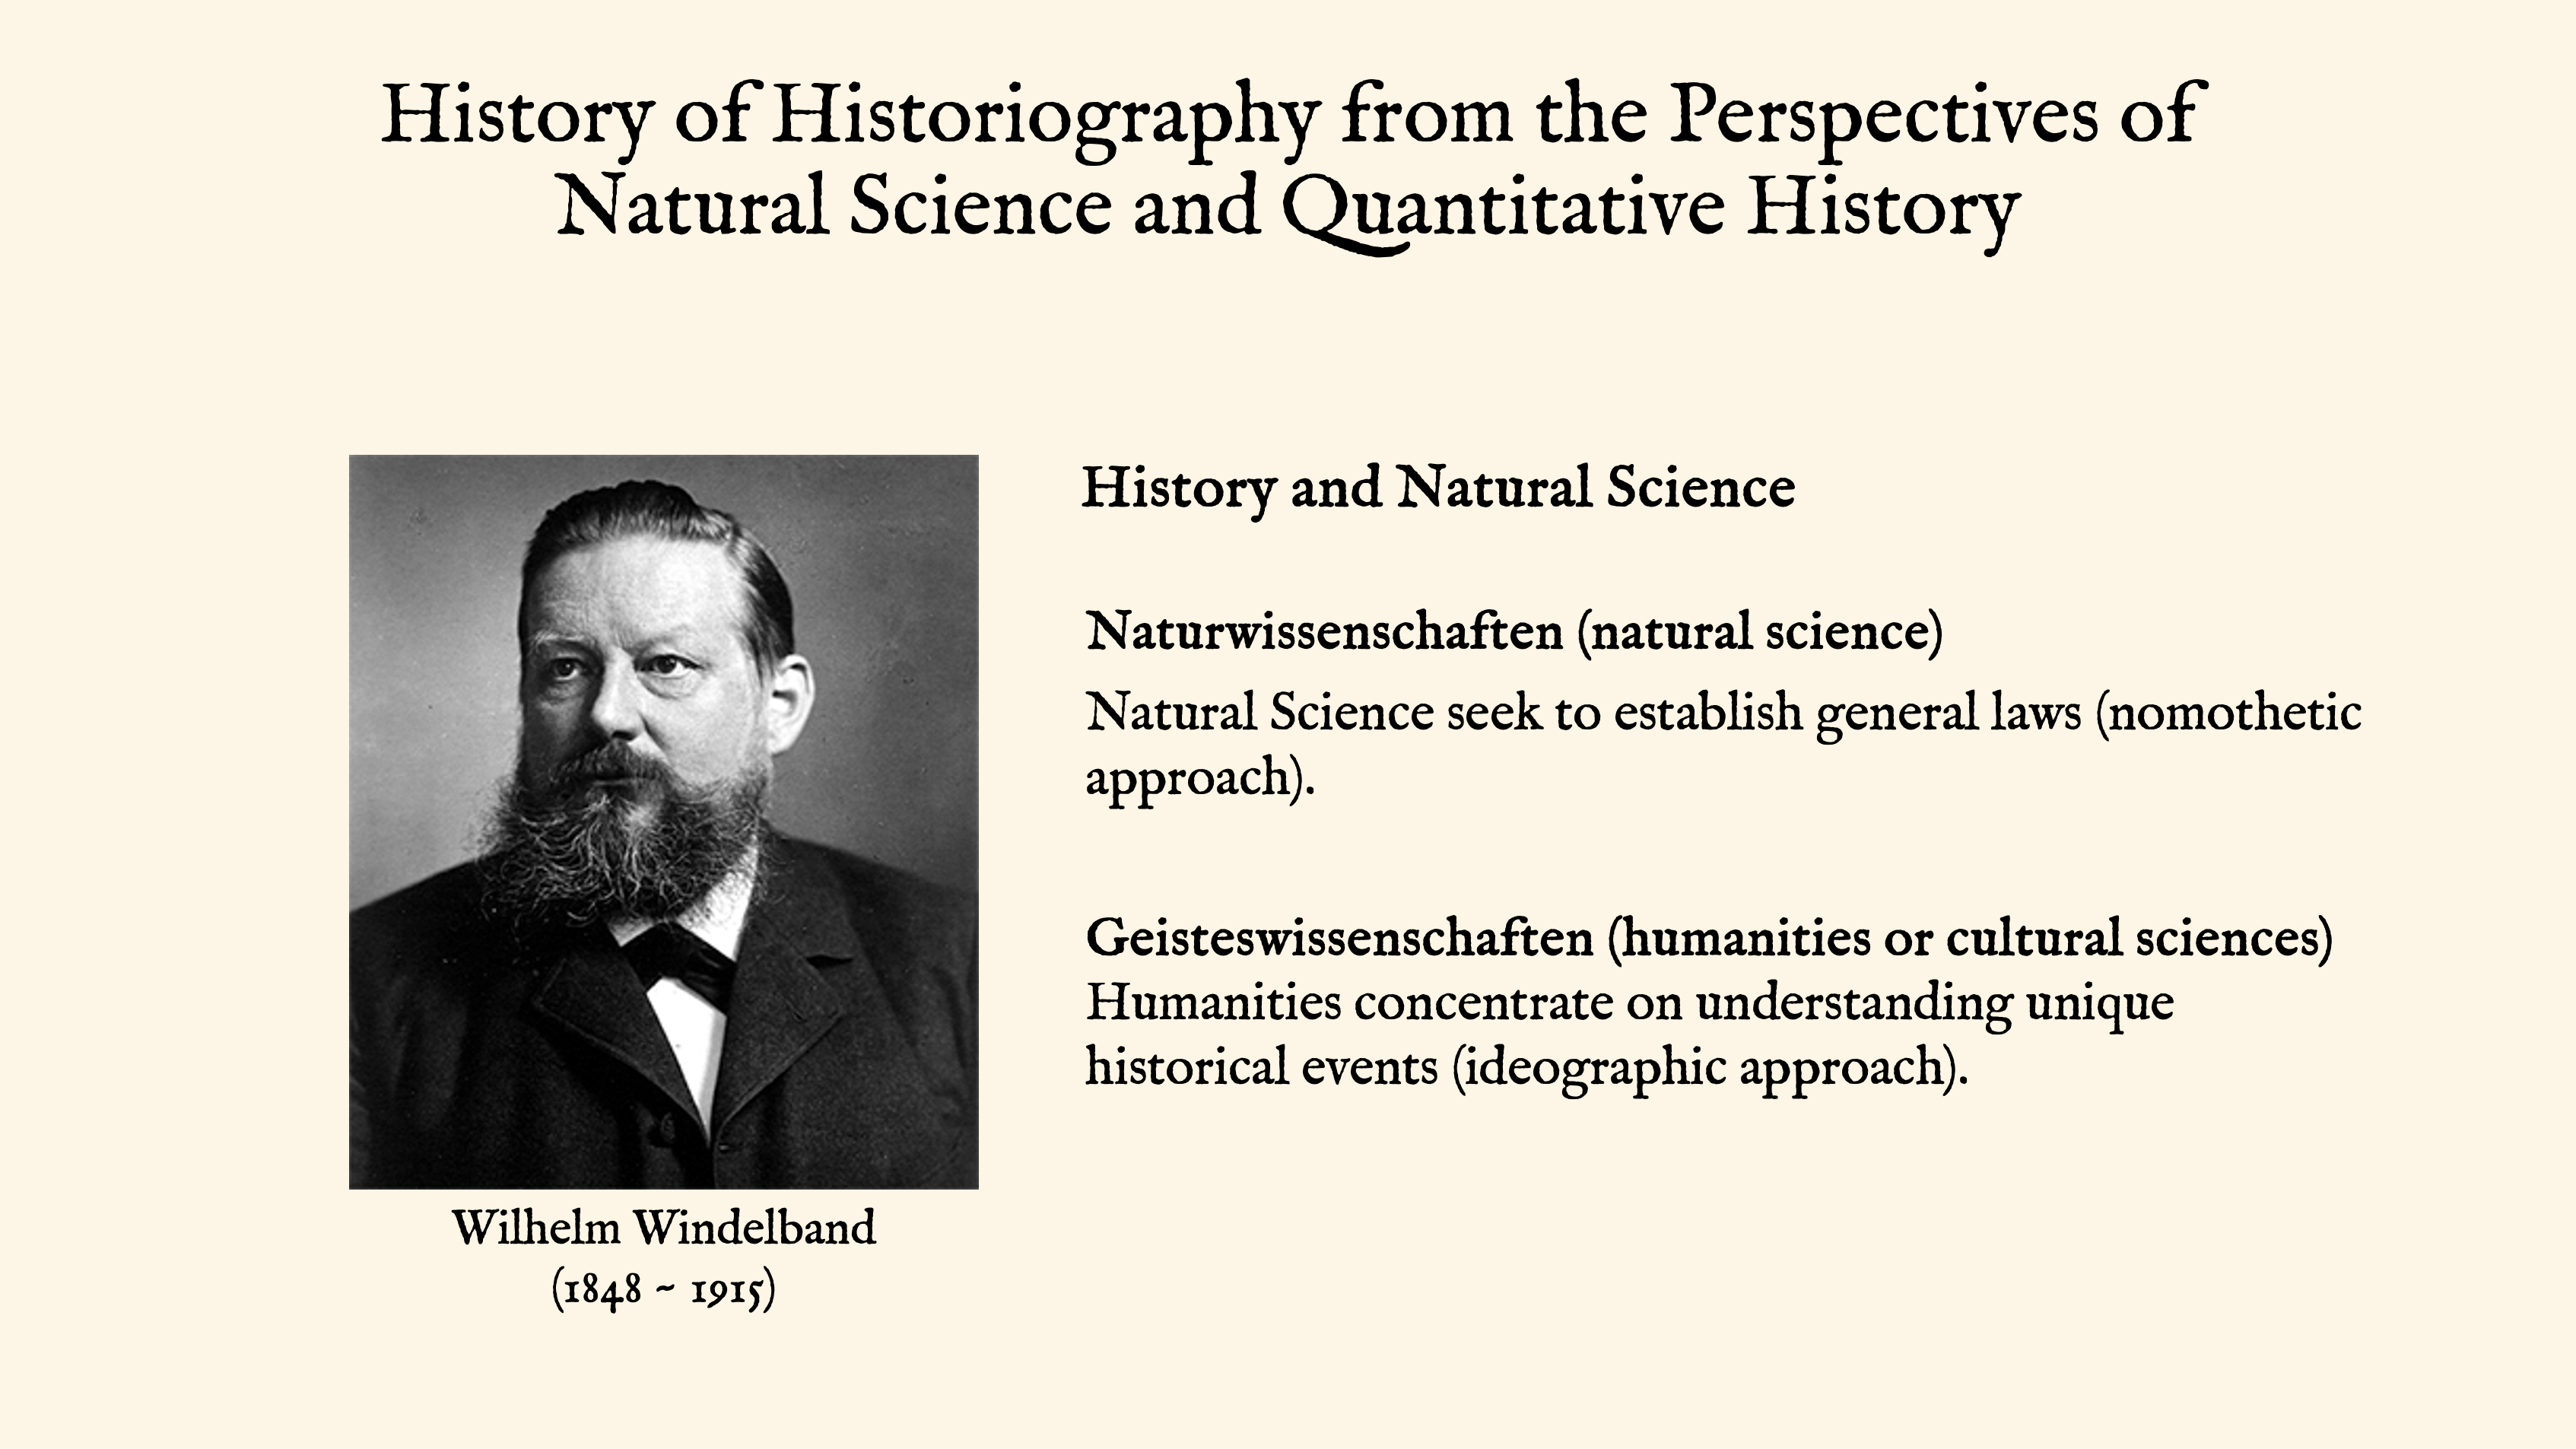 History of Historiography from the Perspectives of
Natural Science and Quantitative History
History and Natural Science
Naturwissenschaften (natural science)
Natural Science seek to establish general laws (nomothetic
approach).
Geisteswissenschaften (humanities or cultural sciences)
Humanities concentrate on understanding unique
historical events (ideographic approach).
Wilhelm Windelband
(1848 ~ 1915)